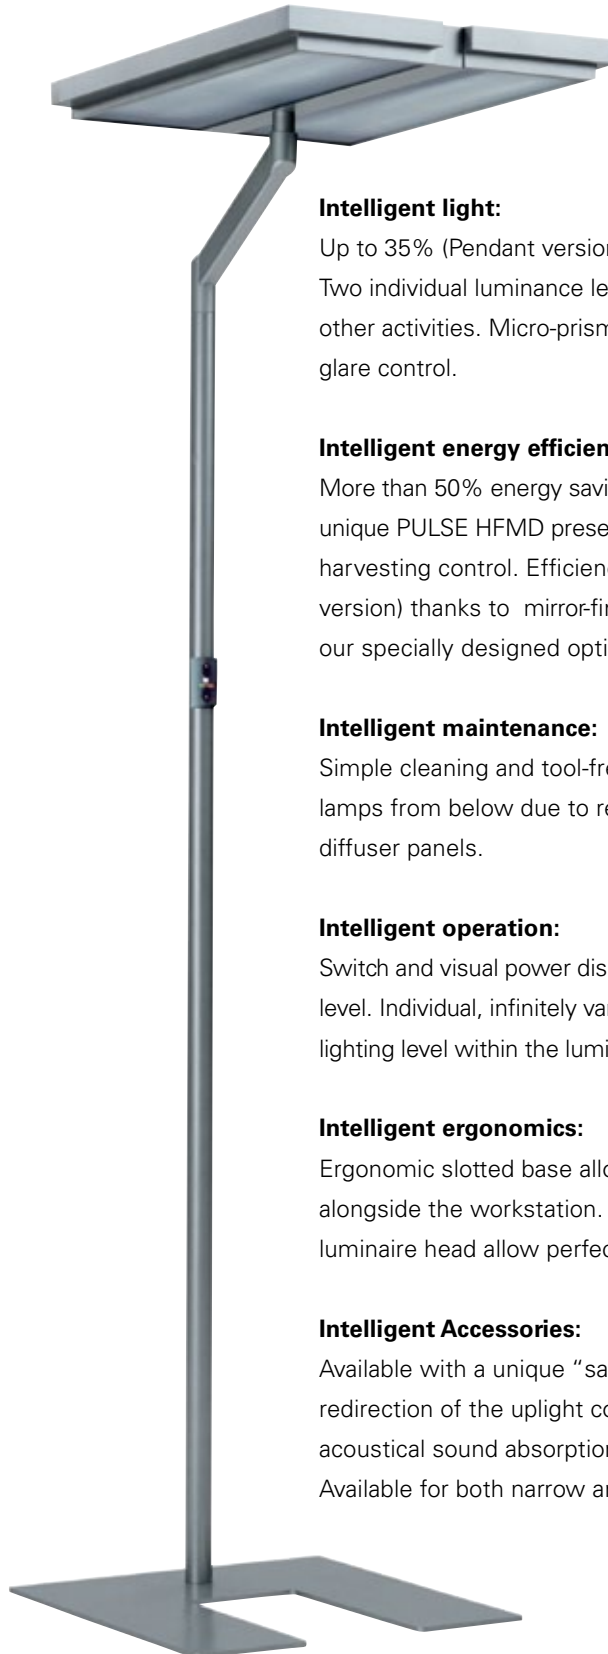 Intelligent light:
Up to 35% (Pendant version
Two individual luminance le
other activities. Micro-prism
glare control.
Intelligent energy efficien
More than 50% energy savi
unique PULSE HFMD prese
harvesting control. Efficienc
version) thanks to mirror-fin
our specially designed opti
Intelligent maintenance:
Simple cleaning and tool-fre
lamps from below due to re
diffuser panels.
Intelligent operation:
Switch and visual power dis
level. Individual, infinitely var
lighting level within the lumi
Intelligent ergonomics:
Ergonomic slotted base allo
alongside the workstation.
luminaire head allow perfec
Intelligent Accessories:
Available with a unique “sa
redirection of the uplight co
acoustical sound absorption
Available for both narrow an